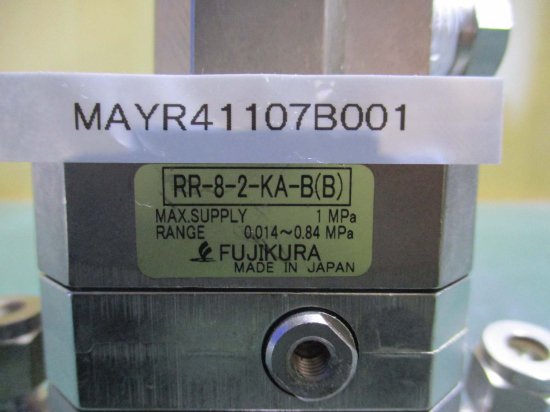 MAYR41107B001
RR-8-2-KA-B(B)
MAX.SUPPLY 1 MPa
RANGE 0.014~0.84 MPa
FUJIKURA
MADE IN JAPAN